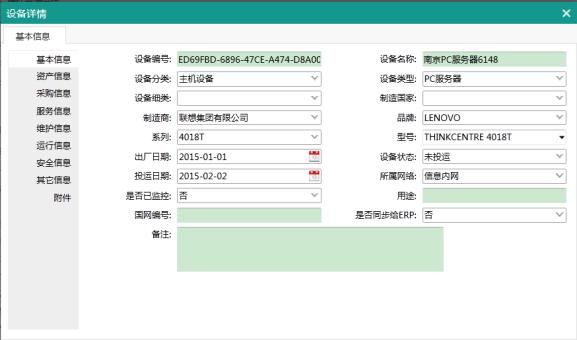 设备详情
基本信息
基本信息
资产信息
采购信息
服务信息
维护信息
运行信息
安全信息
其它信息
附件
设备编号: ED69FBD-6896-47CE-A474-D8A00 设备名称: 南京PC服务器6148
设备分类: 主机设备 设备类型: PC服务器
设备细类: 制造国家:
制造商: 联想集团有限公司 品牌: LENOVO
系列: 4018T 型号: THINKCENTRE 4018T
出厂日期: 2015-01-01 设备状态: 未投运
投运日期: 2015-02-02 所属网络: 信息内网
是否已监控: 否 用途:
国网编号: 是否同步给ERP: 否
备注: